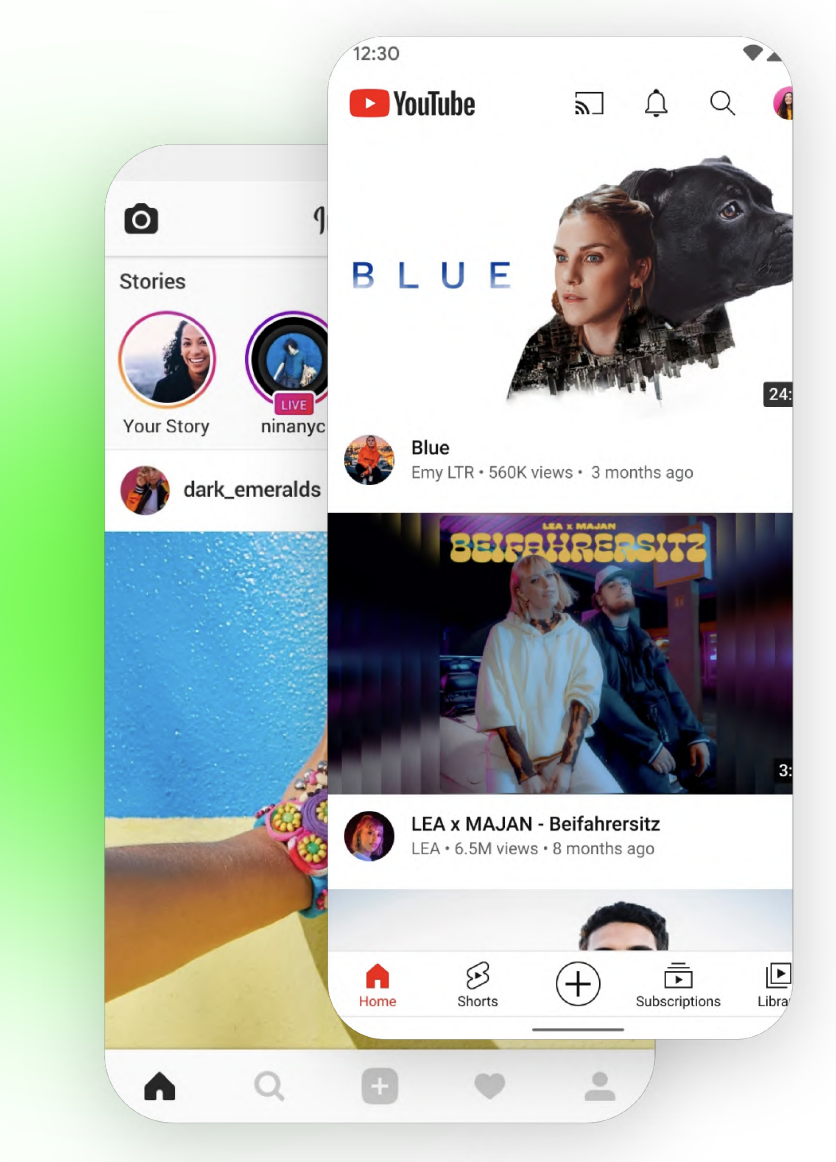 12:30
YouTube
BLUE
24:
Blue
Emy LTR • 560K views • 3 months ago
LEA x MAJAN
BEIFAHRERSITZ
3:
LEA x MAJAN - Beifahrersitz
LEA • 6.5M views • 8 months ago
Home
Shorts
Subscriptions
Stories
LIVE
Your Story
ninanyc
dark_emeralds